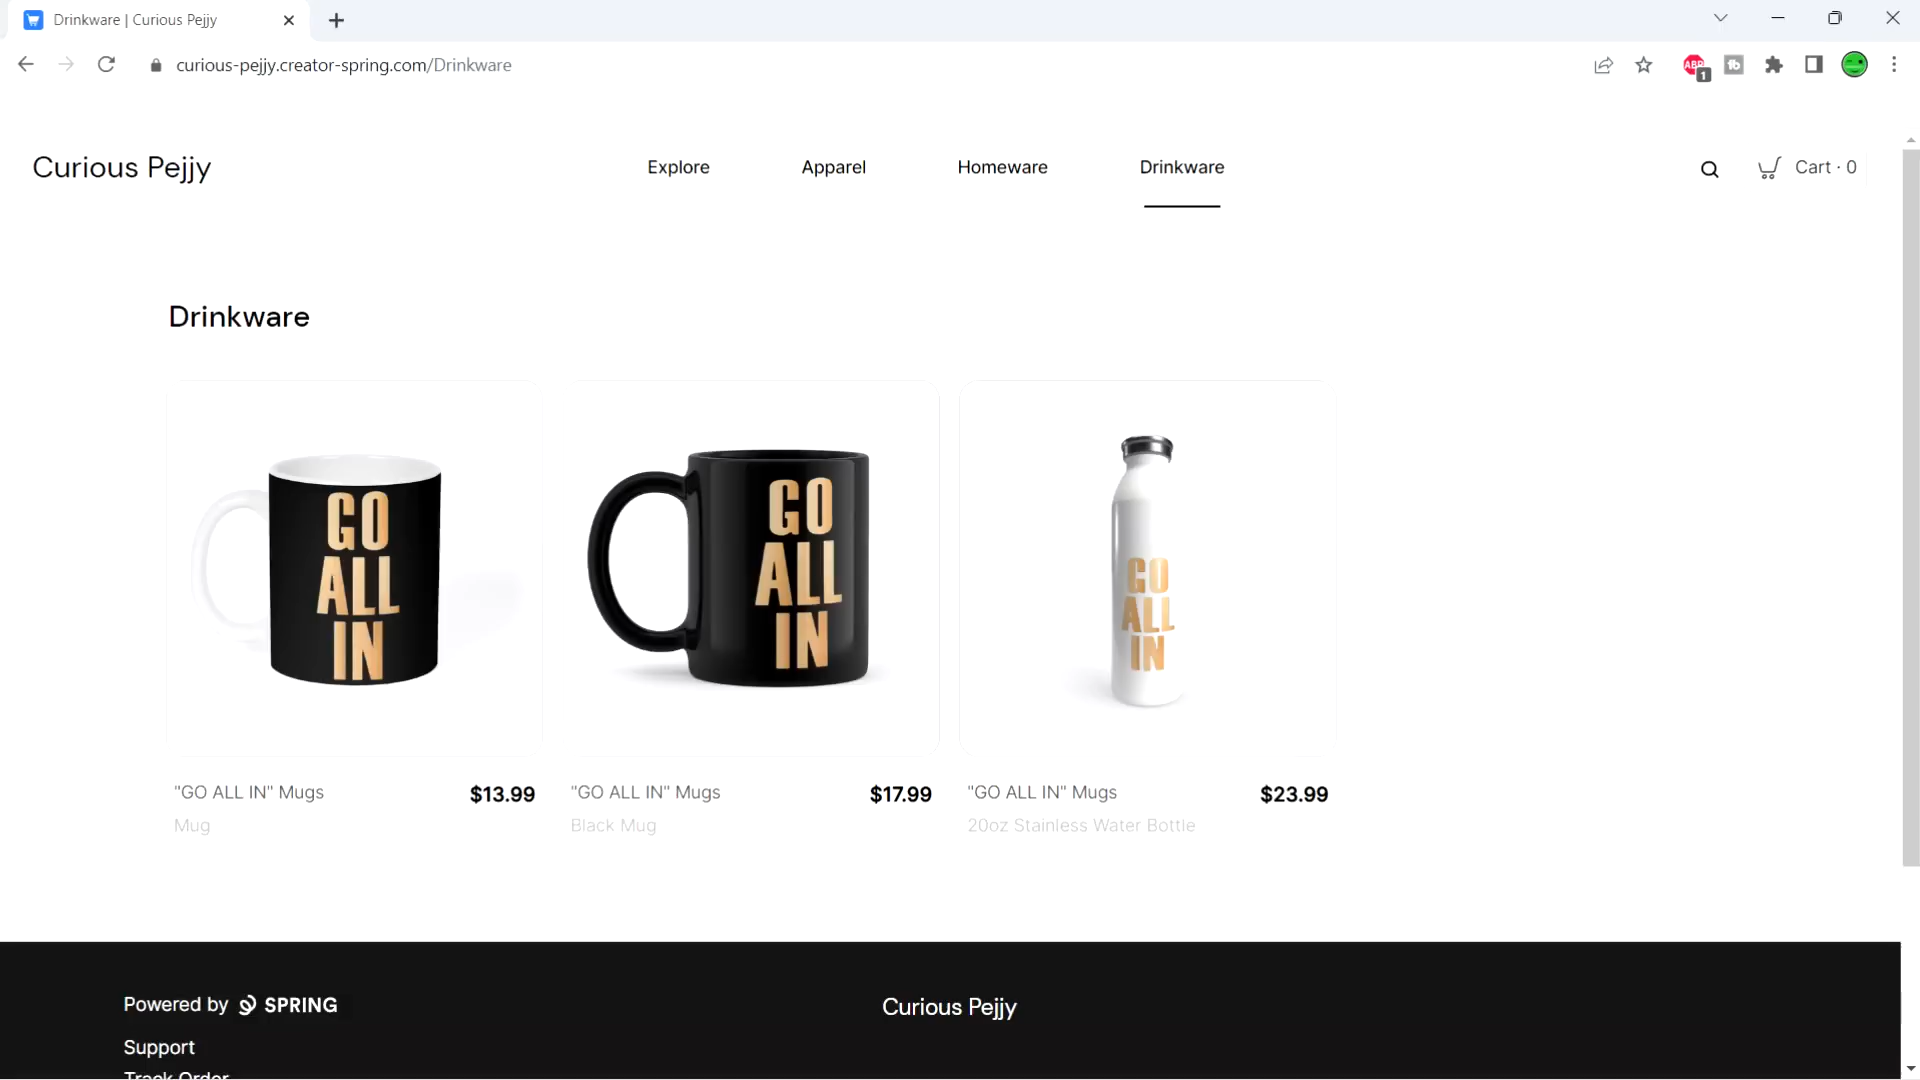 Drinkware | Curious Pejjy
curious-pejjy.creator-spring.com/Drinkware
ABP
1
Curious Pejjy
Explore
Apparel
Homeware
Drinkware
Cart · 0
Drinkware
GO
ALL
IN
GO
ALL
IN
GO
ALL
IN
"GO ALL IN" Mugs
$13.99
Mug
"GO ALL IN" Mugs
$17.99
Black Mug
"GO ALL IN" Mugs
$23.99
20oz Stainless Water Bottle
Powered by SPRING
Curious Pejjy
Support
Track Order